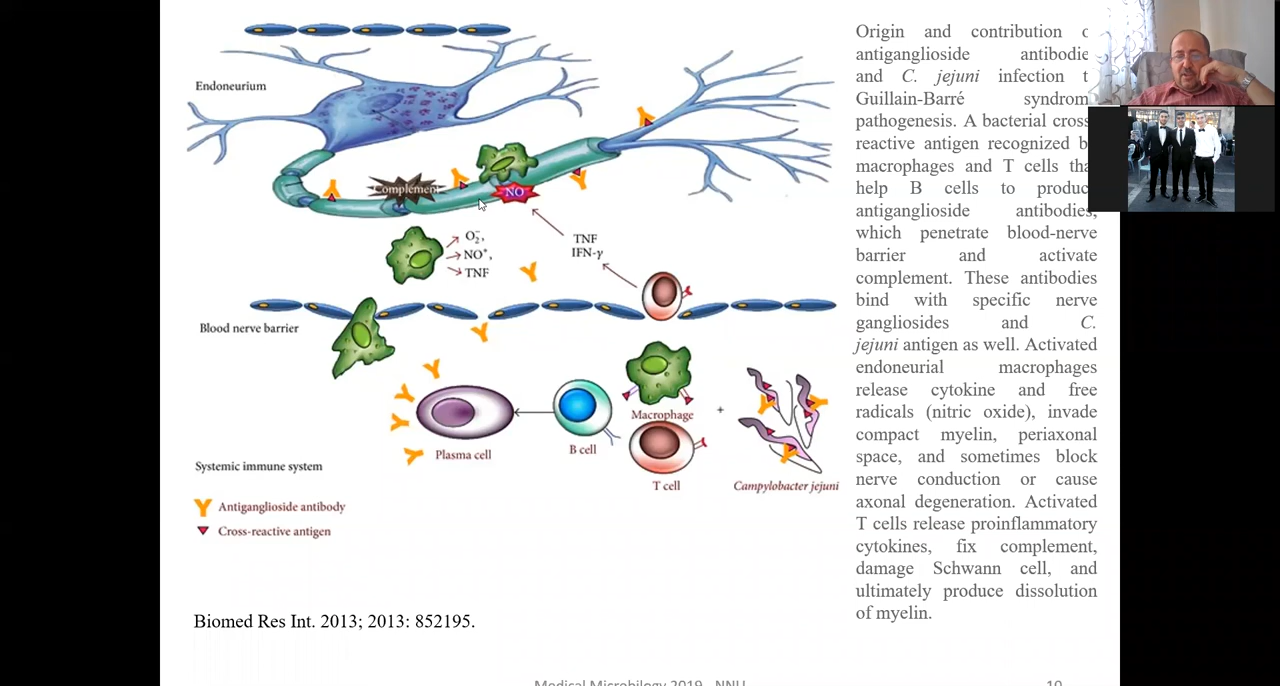 Endoneurium
Complement
NO
O₂⁻,
NO*,
TNF
TNF
IFN-γ
Blood nerve barrier
Macrophage
+
Plasma cell
B cell
T cell
Campylobacter jejuni
Systemic immune system
Antiganglioside antibody
Cross-reactive antigen
Biomed Res Int. 2013; 2013: 852195.
Origin and contribution
antiganglioside
and C. jejuni infection
Guillain-Barré
pathogenesis. A bacterial
reactive antigen recognized
macrophages and T cells
help B cells to
antiganglioside antibodies,
which penetrate blood-nerve
barrier and activate
complement. These antibodies
bind with specific nerve
gangliosides and C.
jejuni antigen as well. Activated
endoneurial macrophages
release cytokine and free
radicals (nitric oxide), invade
compact myelin, periaxonal
space, and sometimes block
nerve conduction or cause
axonal degeneration. Activated
T cells release proinflammatory
cytokines, fix complement,
damage Schwann cell, and
ultimately produce dissolution
of myelin.
Medical Microbilogy 2019 - NNU
10